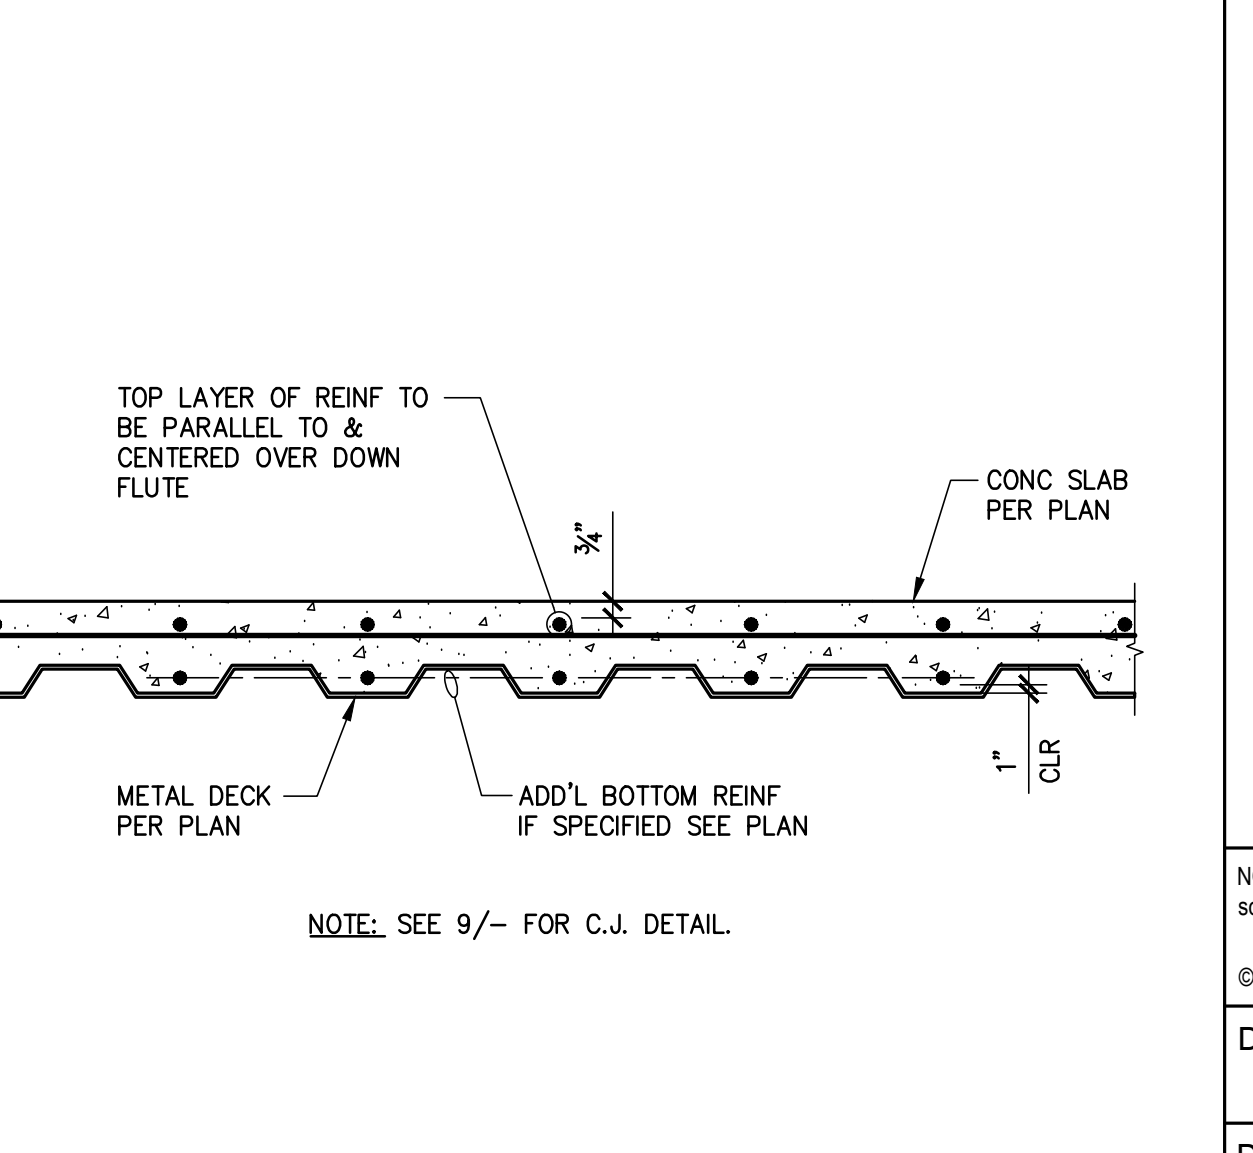 TOP LAYER OF REINF TO
BE PARALLEL TO &
CENTERED OVER DOWN
FLUTE
CONC SLAB
PER PLAN
¾"
1"
CLR
METAL DECK
PER PLAN
ADD'L BOTTOM REINF
IF SPECIFIED SEE PLAN
NOTE: SEE 9/– FOR C.J. DETAIL.
©